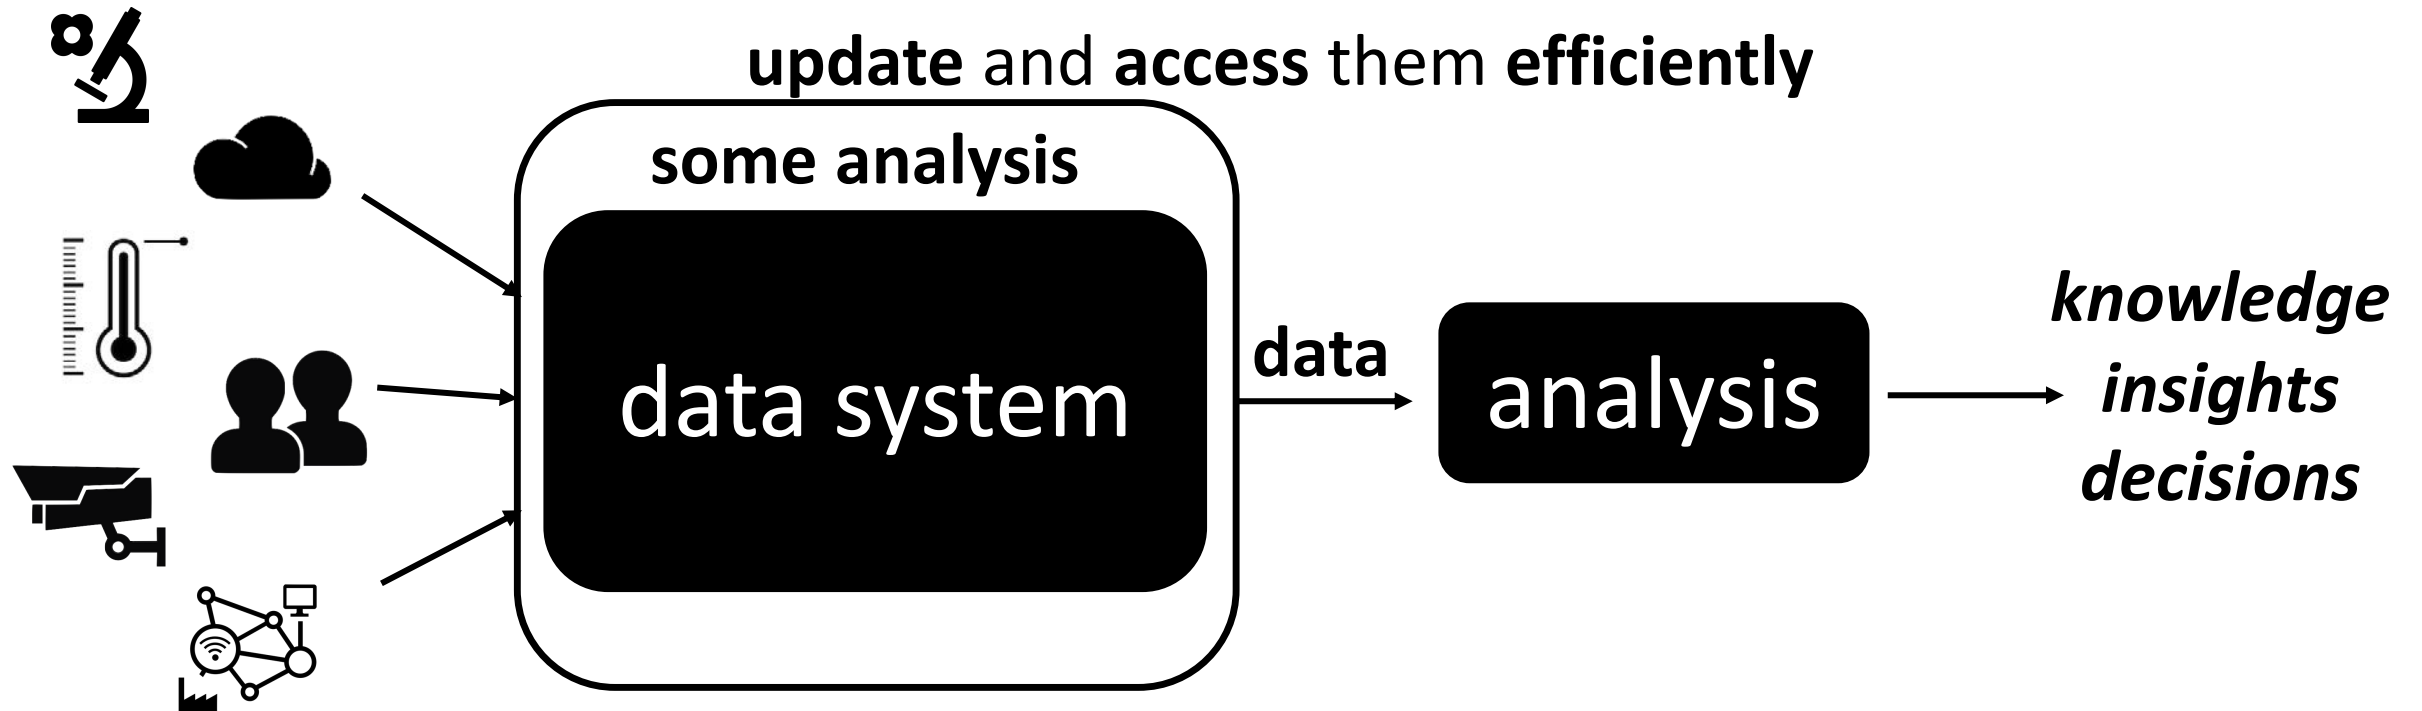 update and access them efficiently
some analysis
data system
data
analysis
knowledge
insights
decisions